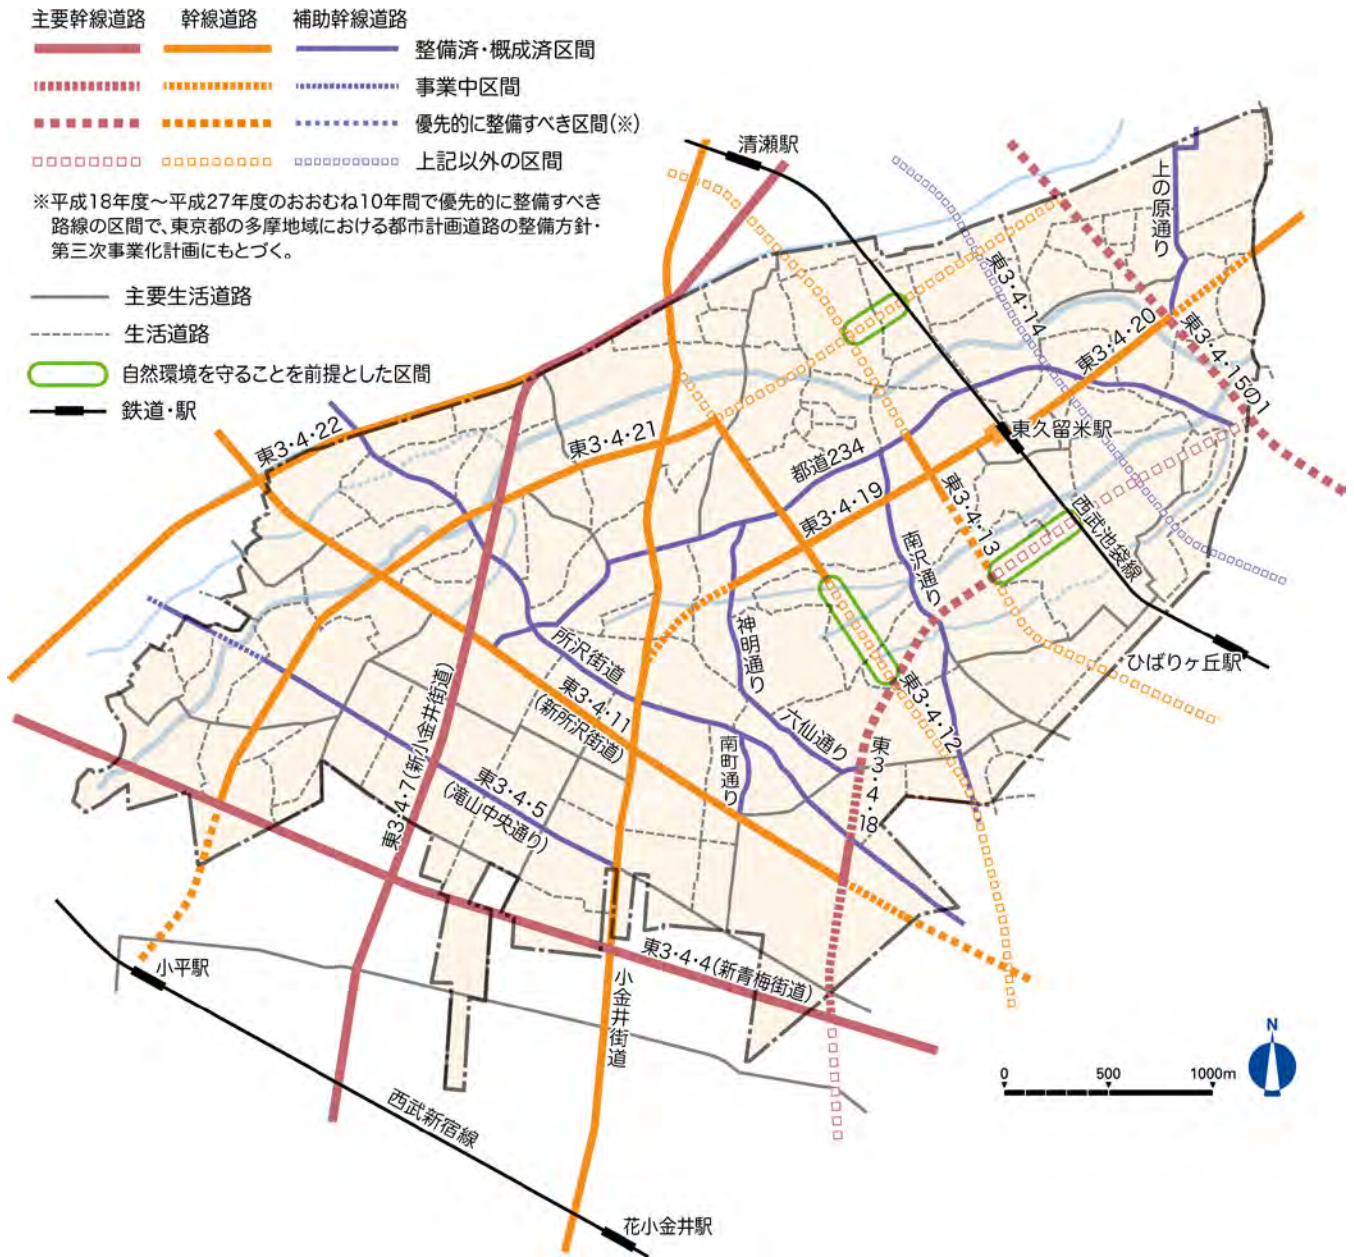 主要幹線道路 幹線道路 補助幹線道路
整備済・概成済区間
事業中区間
優先的に整備すべき区間(※)
上記以外の区間
※平成18年度～平成27年度のおおむね10年間で優先的に整備すべき
路線の区間で、東京都の多摩地域における都市計画道路の整備方針・
第三次事業化計画にもとづく。
主要生活道路
生活道路
自然環境を守ることを前提とした区間
鉄道・駅
清瀬駅
上の原通り
東3・4・14
東3・4・20
東3・4・15の1
東久留米駅
東3・4・22
東3・4・21
都道234
東3・4・19
東3・4・13
西武池袋線
南沢通り
ひばりヶ丘駅
神明通り
所沢街道
東3・4・11
(新所沢街道)
六仙通り
南町通り
東3・4・12
東3・4・18
東3・4・7(新小金井街道)
東3・4・5
(滝山中央通り)
東3・4・4(新青梅街道)
小平駅
小金井街道
西武新宿線
花小金井駅
N
0 500 1000m